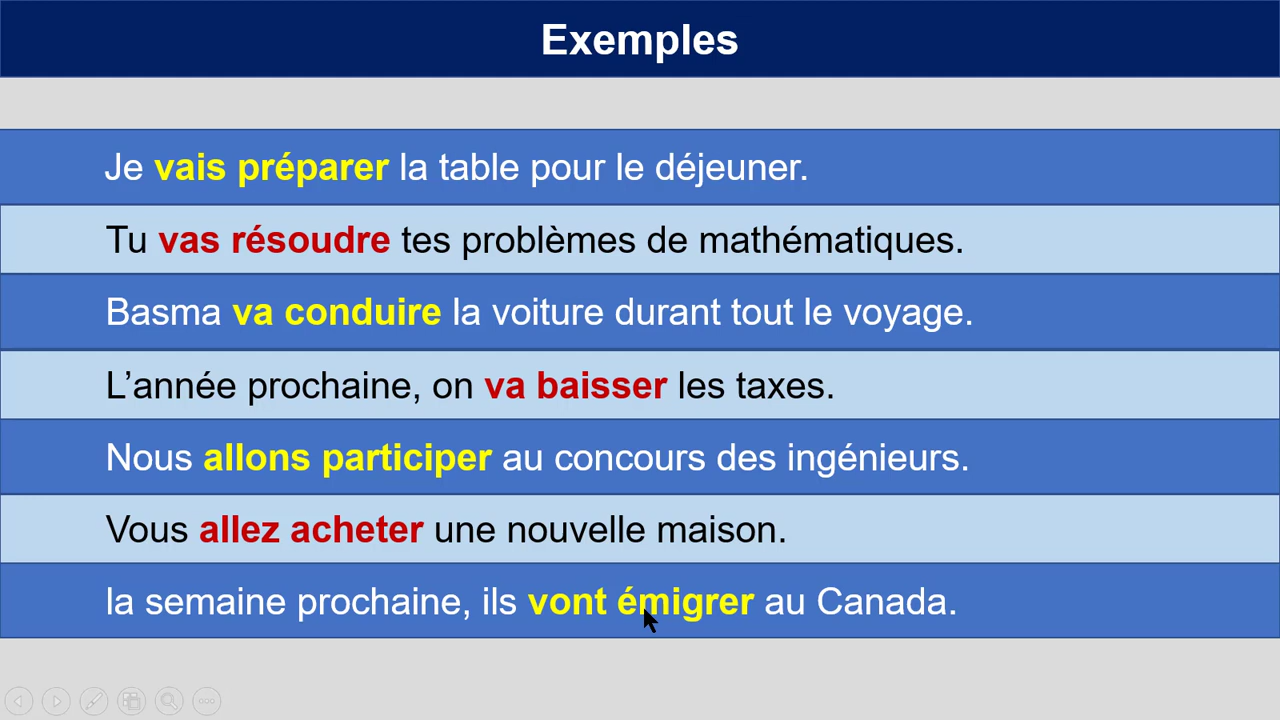 Exemples
Je vais préparer la table pour le déjeuner.
Tu vas résoudre tes problèmes de mathématiques.
Basma va conduire la voiture durant tout le voyage.
L’année prochaine, on va baisser les taxes.
Nous allons participer au concours des ingénieurs.
Vous allez acheter une nouvelle maison.
la semaine prochaine, ils vont émigrer au Canada.